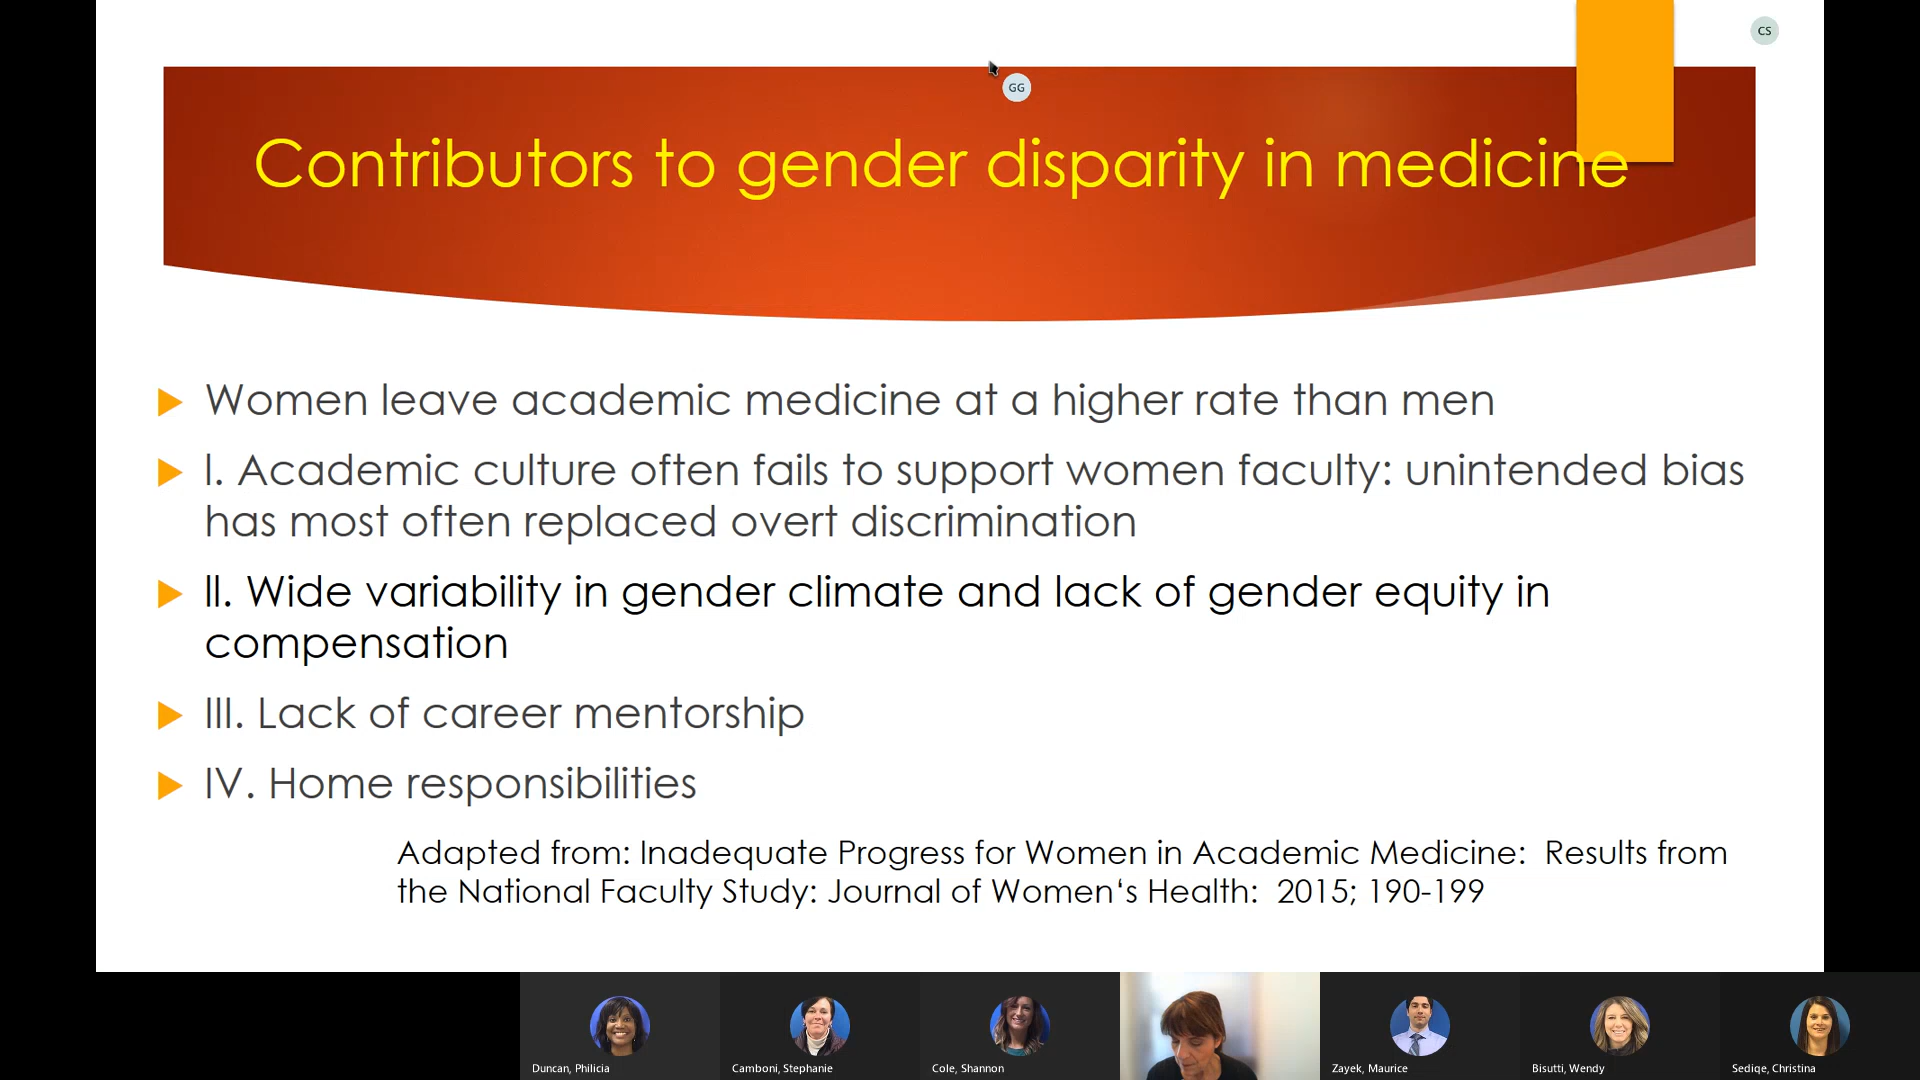 CS
GG
Contributors to gender disparity in medicine
Women leave academic medicine at a higher rate than men
I. Academic culture often fails to support women faculty: unintended bias
has most often replaced overt discrimination
II. Wide variability in gender climate and lack of gender equity in
compensation
III. Lack of career mentorship
IV. Home responsibilities
Adapted from: Inadequate Progress for Women in Academic Medicine:  Results from
the National Faculty Study: Journal of Women‘s Health:  2015; 190-199
Duncan, Philicia
Camboni, Stephanie
Cole, Shannon
Zayek, Maurice
Bisutti, Wendy
Sediqe, Christina